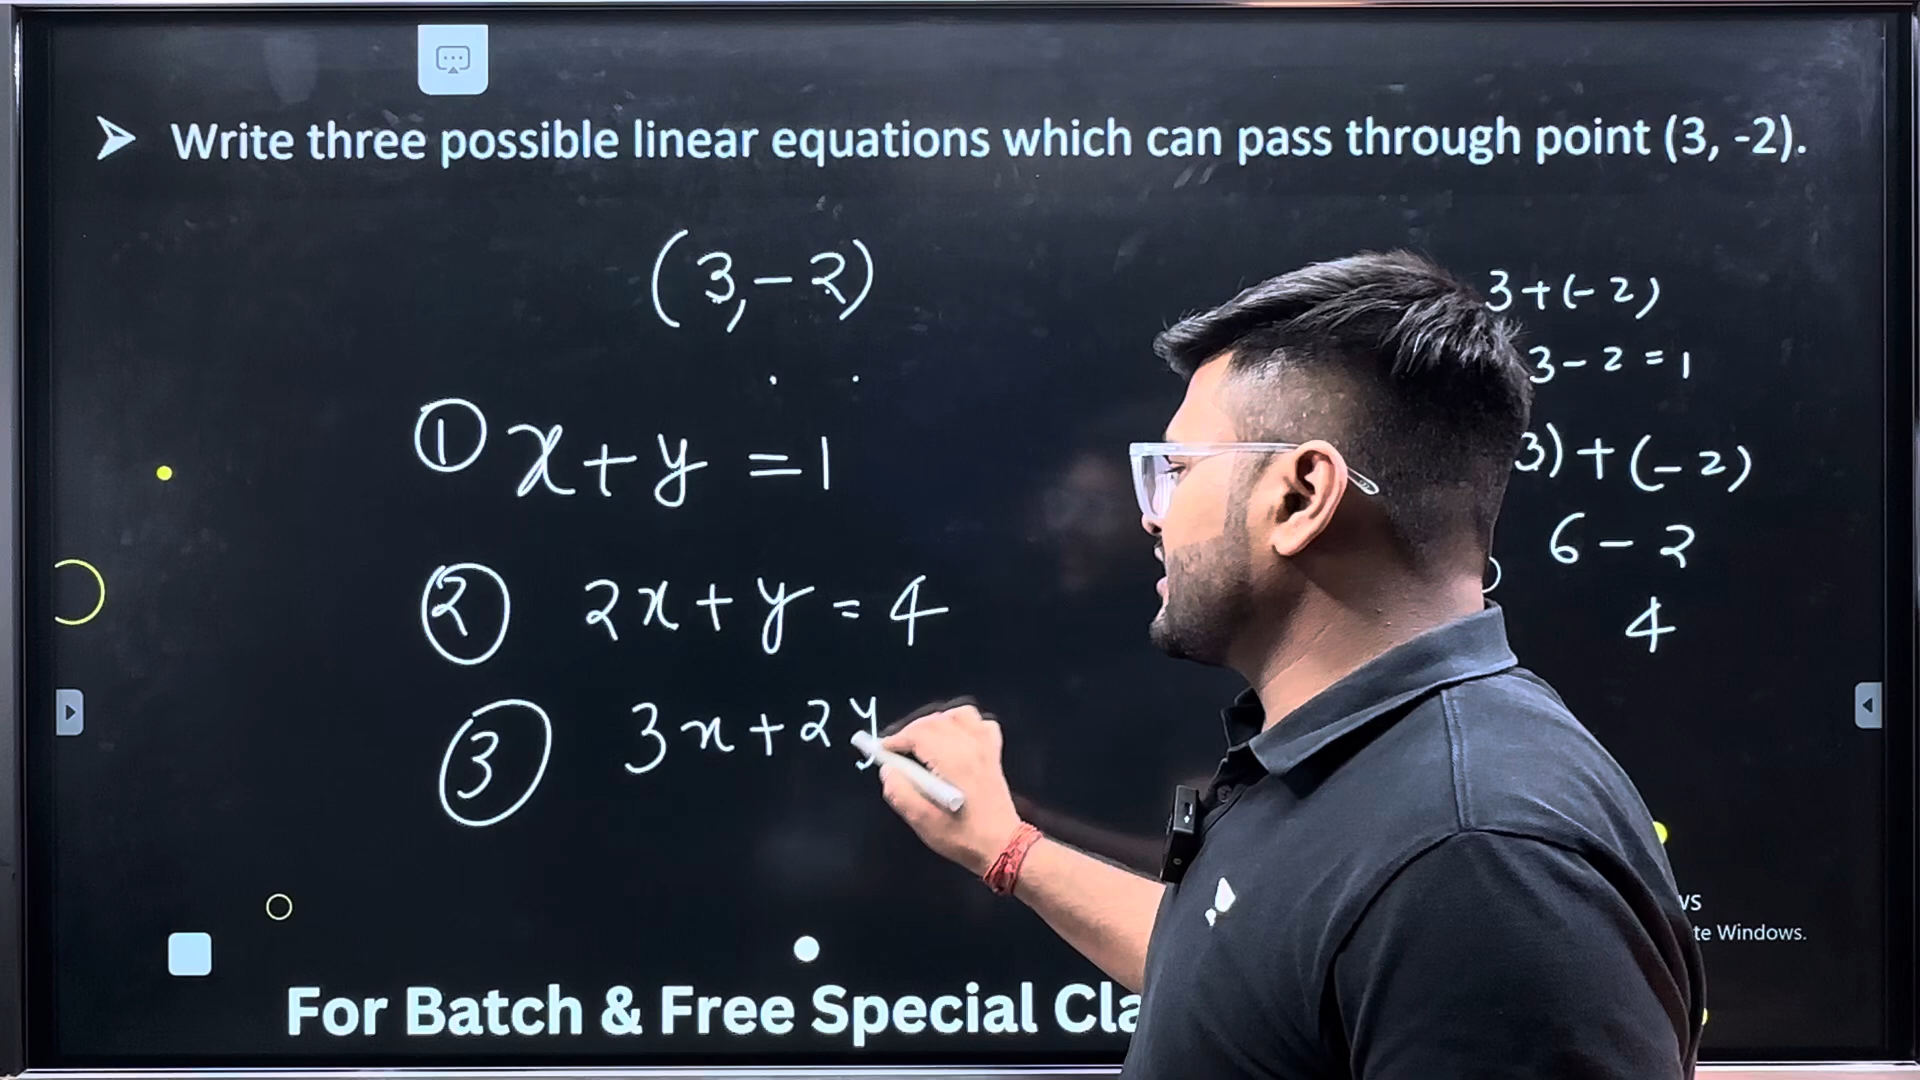 Write three possible linear equations which can pass through point (3, -2).
(3,-2)
① x+y=1
② 2x+y=4
③ 3x+2y
3+(-2)
3-2=1
3)+(-2)
6-2
4
te Windows.
For Batch & Free Special Cla